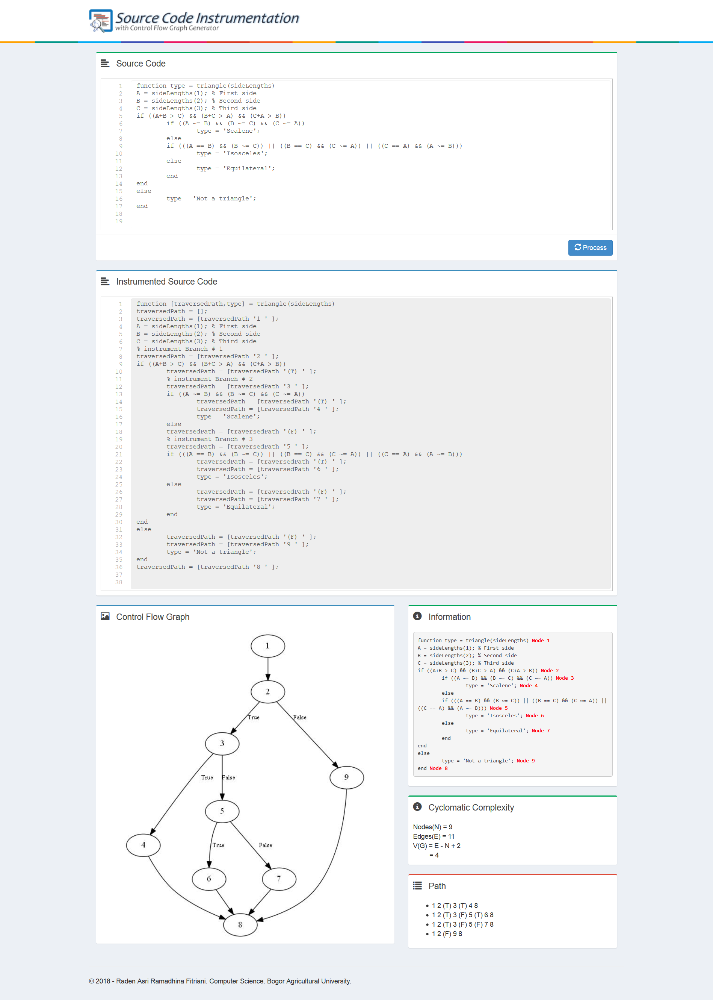 Source Code Instrumentation
with Control Flow Graph Generator
Source Code
1 function type = triangle(sideLengths)
2 A = sideLengths(1); % First side
3 B = sideLengths(2); % Second side
4 C = sideLengths(3); % Third side
5 if ((A+B > C) && (B+C > A) && (C+A > B))
6 if ((A ~= B) && (B ~= C) && (C ~= A))
7 type = 'Scalene';
8 else
9 if (((A == B) && (B ~= C)) || ((B == C) && (C ~= A)) || ((C == A) && (A ~= B)))
10 type = 'Isosceles';
11 else
12 type = 'Equilateral';
13 end
14 end
15 else
16 type = 'Not a triangle';
17 end
18
19
Process
Instrumented Source Code
1 function [traversedPath,type] = triangle(sideLengths)
2 traversedPath = [];
3 traversedPath = [traversedPath '1 ' ];
4 A = sideLengths(1); % First side
5 B = sideLengths(2); % Second side
6 C = sideLengths(3); % Third side
7 % instrument Branch # 1
8 traversedPath = [traversedPath '2 ' ];
9 if ((A+B > C) && (B+C > A) && (C+A > B))
10 traversedPath = [traversedPath '(T) ' ];
11 % instrument Branch # 2
12 traversedPath = [traversedPath '3 ' ];
13 if ((A ~= B) && (B ~= C) && (C ~= A))
14 traversedPath = [traversedPath '(T) ' ];
15 traversedPath = [traversedPath '4 ' ];
16 type = 'Scalene';
17 else
18 traversedPath = [traversedPath '(F) ' ];
19 % instrument Branch # 3
20 traversedPath = [traversedPath '5 ' ];
21 if (((A == B) && (B ~= C)) || ((B == C) && (C ~= A)) || ((C == A) && (A ~= B)))
22 traversedPath = [traversedPath '(T) ' ];
23 traversedPath = [traversedPath '6 ' ];
24 type = 'Isosceles';
25 else
26 traversedPath = [traversedPath '(F) ' ];
27 traversedPath = [traversedPath '7 ' ];
28 type = 'Equilateral';
29 end
30 end
31 else
32 traversedPath = [traversedPath '(F) ' ];
33 traversedPath = [traversedPath '9 ' ];
34 type = 'Not a triangle';
35 end
36 traversedPath = [traversedPath '8 ' ];
37
38
Control Flow Graph
1
2
True False
3
9
True False
5
4
True False
6 7
8
Information
function type = triangle(sideLengths) Node 1
A = sideLengths(1); % First side
B = sideLengths(2); % Second side
C = sideLengths(3); % Third side
if ((A+B > C) && (B+C > A) && (C+A > B)) Node 2
if ((A ~= B) && (B ~= C) && (C ~= A)) Node 3
type = 'Scalene'; Node 4
else
if (((A == B) && (B ~= C)) || ((B == C) && (C ~= A)) ||
((C == A) && (A ~= B))) Node 5
type = 'Isosceles'; Node 6
else
type = 'Equilateral'; Node 7
end
end
else
type = 'Not a triangle'; Node 9
end Node 8
Cyclomatic Complexity
Nodes(N) = 9
Edges(E) = 11
V(G) = E - N + 2
= 4
Path
• 1 2 (T) 3 (T) 4 8
• 1 2 (T) 3 (F) 5 (T) 6 8
• 1 2 (T) 3 (F) 5 (F) 7 8
• 1 2 (F) 9 8
© 2018 - Raden Asri Ramadhina Fitriani. Computer Science. Bogor Agricultural University.